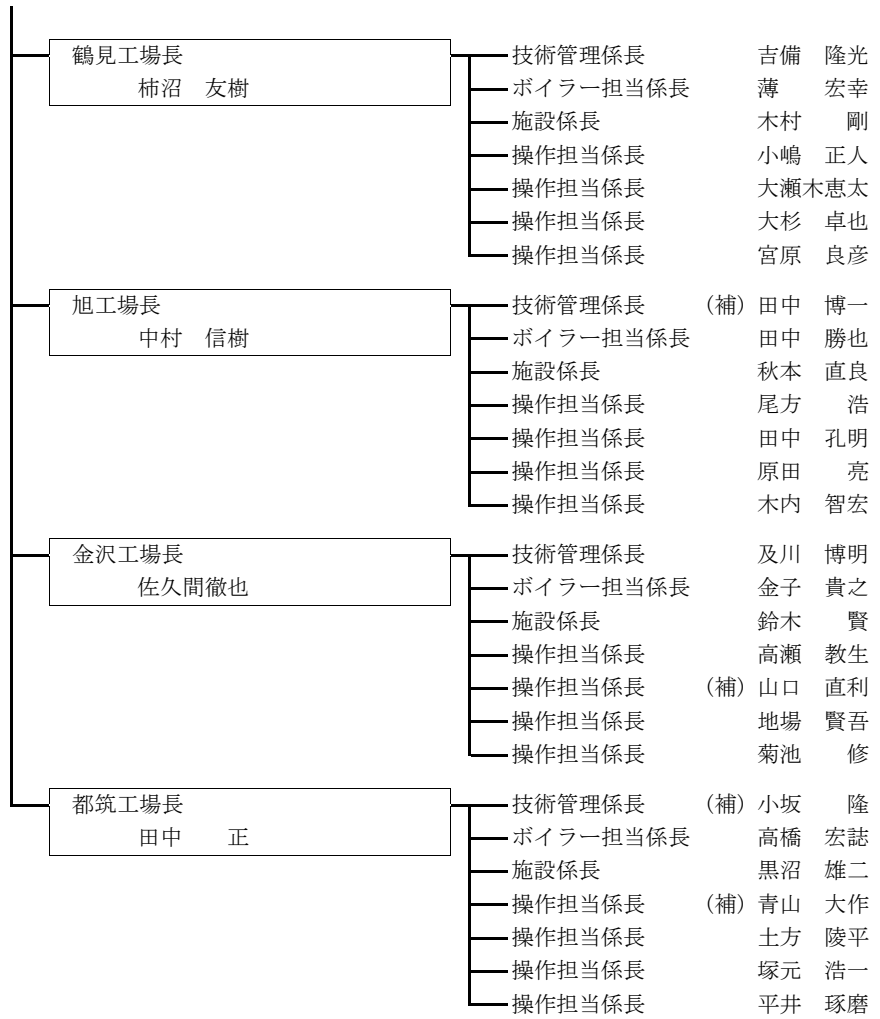 鶴見工場長 技術管理係長 吉備 隆光
柿沼 友樹 ボイラー担当係長 薄 宏幸
施設係長 木村 剛
操作担当係長 小嶋 正人
操作担当係長 大瀬木恵太
操作担当係長 大杉 卓也
操作担当係長 宮原 良彦
旭工場長 技術管理係長 (補) 田中 博一
中村 信樹 ボイラー担当係長 田中 勝也
施設係長 秋本 直良
操作担当係長 尾方 浩
操作担当係長 田中 孔明
操作担当係長 原田 亮
操作担当係長 木内 智宏
金沢工場長 技術管理係長 及川 博明
佐久間徹也 ボイラー担当係長 金子 貴之
施設係長 鈴木 賢
操作担当係長 高瀬 教生
操作担当係長 (補) 山口 直利
操作担当係長 地場 賢吾
操作担当係長 菊池 修
都筑工場長 技術管理係長 (補) 小坂 隆
田中 正 ボイラー担当係長 高橋 宏誌
施設係長 黒沼 雄二
操作担当係長 (補) 青山 大作
操作担当係長 土方 陵平
操作担当係長 塚元 浩一
操作担当係長 平井 琢磨